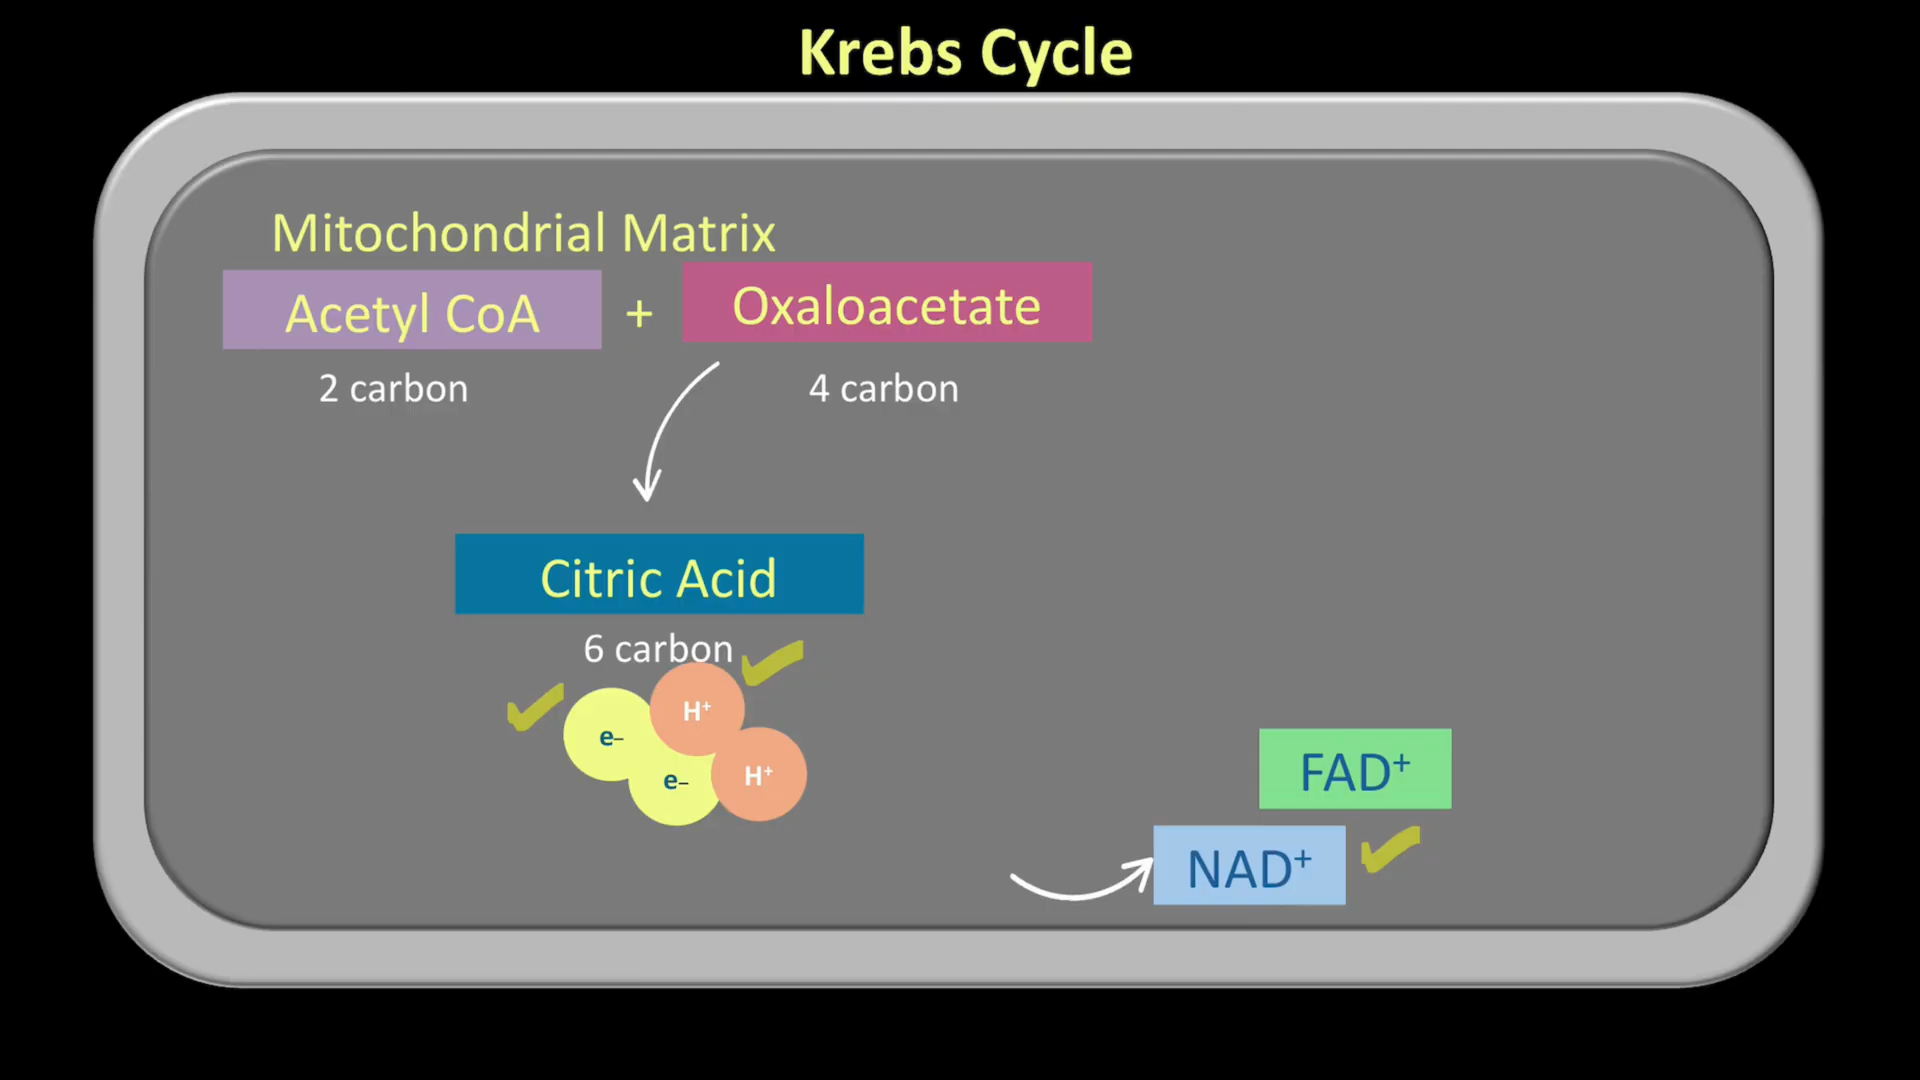 Krebs Cycle
Mitochondrial Matrix
Acetyl CoA + Oxaloacetate
2 carbon 4 carbon
Citric Acid
6 carbon
H⁺
e–
e– H⁺
FAD⁺
NAD⁺